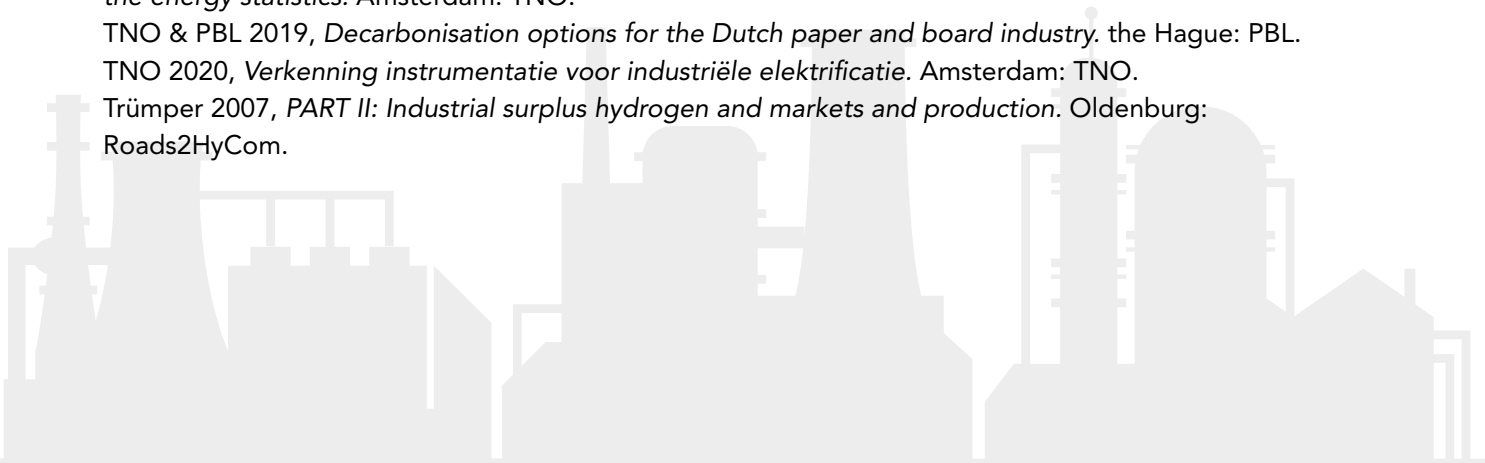 the energy statistics. Amsterdam: TNO.
TNO & PBL 2019, Decarbonisation options for the Dutch paper and board industry. the Hague: PBL.
TNO 2020, Verkenning instrumentatie voor industriële elektrificatie. Amsterdam: TNO.
Trümper 2007, PART II: Industrial surplus hydrogen and markets and production. Oldenburg:
Roads2HyCom.